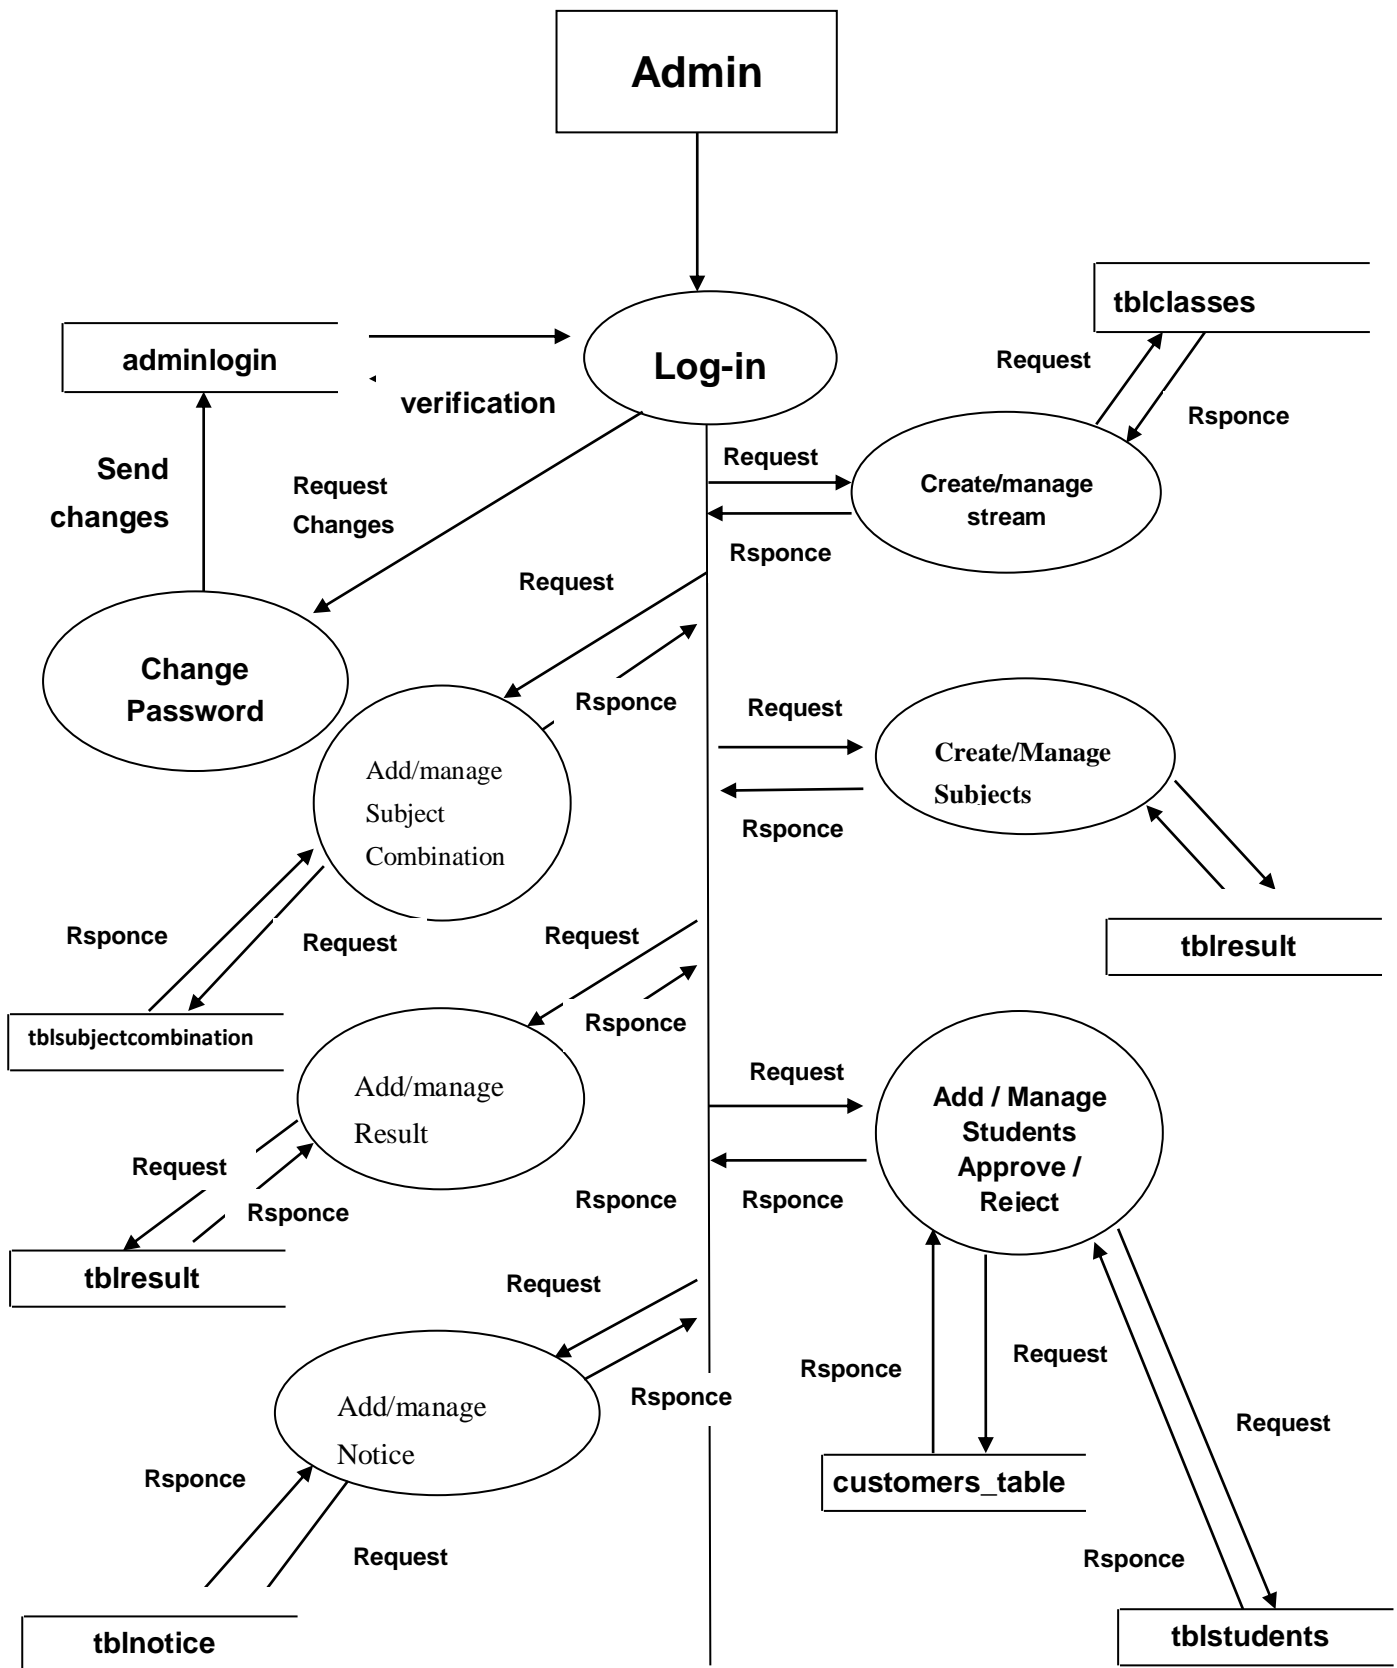 Admin
tblclasses
adminlogin
Log-in
Request
verification
Rsponce
Send
changes
Request
Changes
Request
Create/manage
stream
Rsponce
Request
Change
Password
Rsponce
Request
Create/Manage
Subjects
Add/manage
Subject
Combination
Rsponce
Rsponce
Request
Request
tblresult
Rsponce
tblsubjectcombination
Request
Add/manage
Result
Add / Manage
Students
Approve /
Reject
Request
Rsponce
Rsponce
Rsponce
tblresult
Request
Rsponce
Request
Rsponce
Add/manage
Notice
Request
Rsponce
customers_table
Request
Rsponce
tblnotice
tblstudents